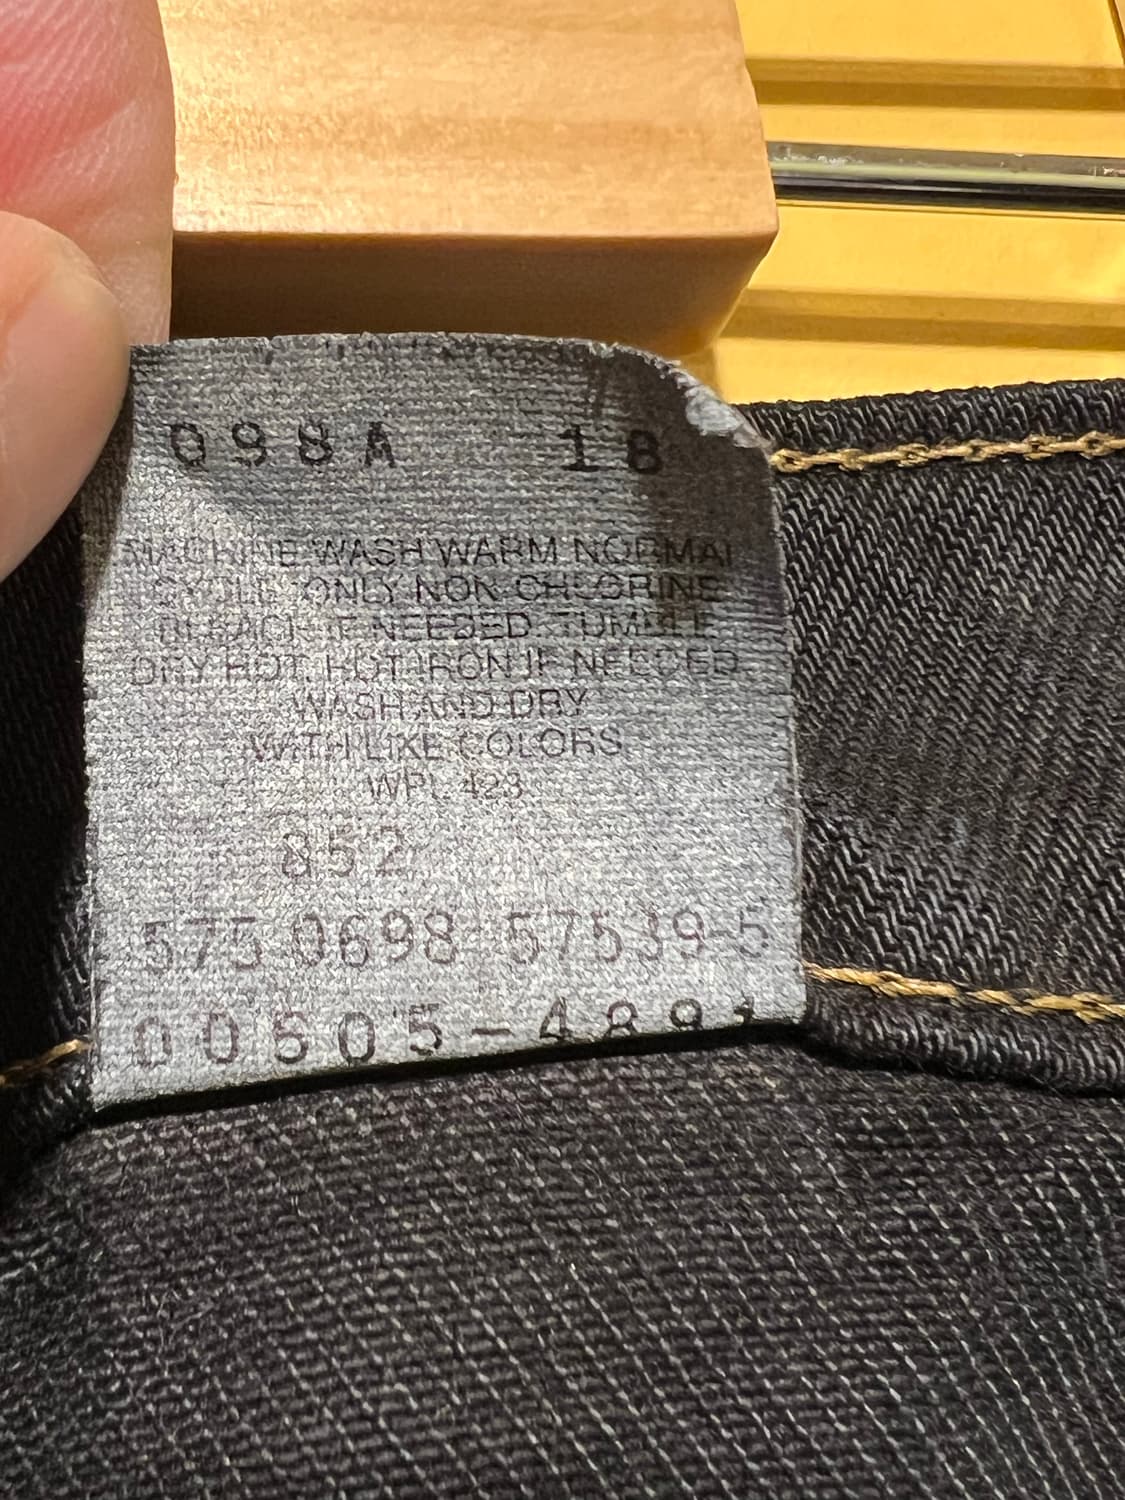 098A 18
MACHINE WASH WARM NORMAL
CYCLE ONLY NON-CHLORINE
BLEACH IF NEEDED. TUMBLE
DRY HOT. HOT IRON IF NEEDED.
WASH AND DRY
WITH LIKE COLORS
WPL 423
852
575 0698 57539-5
00505-4891